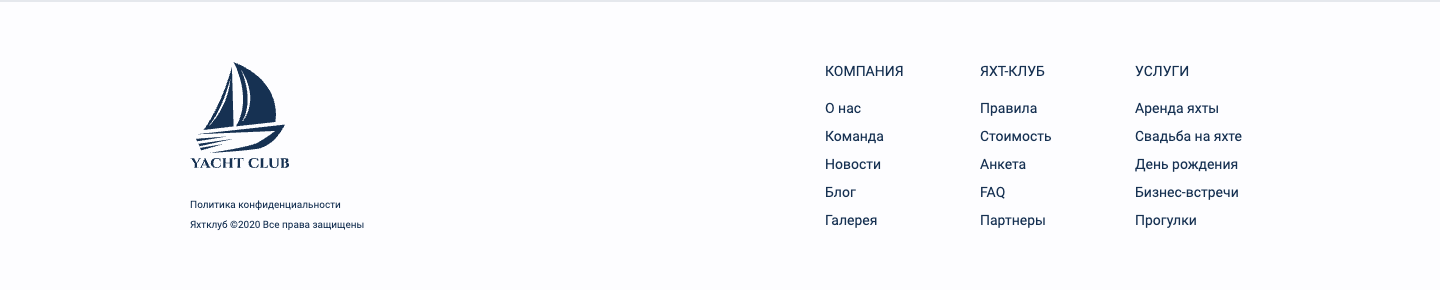 YACHT CLUB
Политика конфиденциальности
Яхтклуб ©2020 Все права защищены
КОМПАНИЯ
О нас
Команда
Новости
Блог
Галерея
ЯХТ-КЛУБ
Правила
Стоимость
Анкета
FAQ
Партнеры
УСЛУГИ
Аренда яхты
Свадьба на яхте
День рождения
Бизнес-встречи
Прогулки